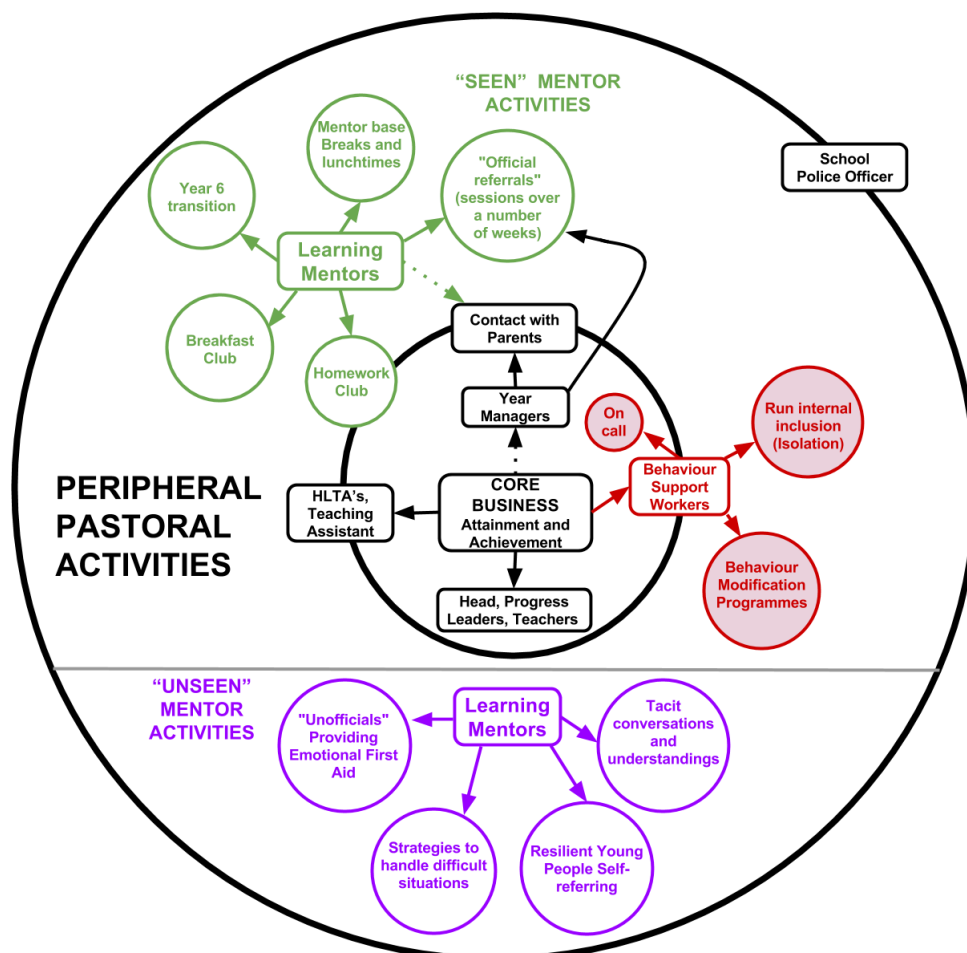 “SEEN” MENTOR
ACTIVITIES
Mentor base
Breaks and
lunchtimes
"Official
referrals"
(sessions over
a number
of weeks)
Year 6
transition
School
Police Officer
Learning
Mentors
Breakfast
Club
Homework
Club
Contact with
Parents
Year
Managers
On
call
Run internal
inclusion
(Isolation)
PERIPHERAL
PASTORAL
ACTIVITIES
HLTA's,
Teaching
Assistant
CORE
BUSINESS
Attainment and
Achievement
Behaviour
Support
Workers
Behaviour
Modification
Programmes
Head, Progress
Leaders, Teachers
“UNSEEN”
MENTOR
ACTIVITIES
"Unofficials"
Providing
Emotional First
Aid
Learning
Mentors
Tacit
conversations
and
understandings
Strategies to
handle difficult
situations
Resilient Young
People Self-
referring